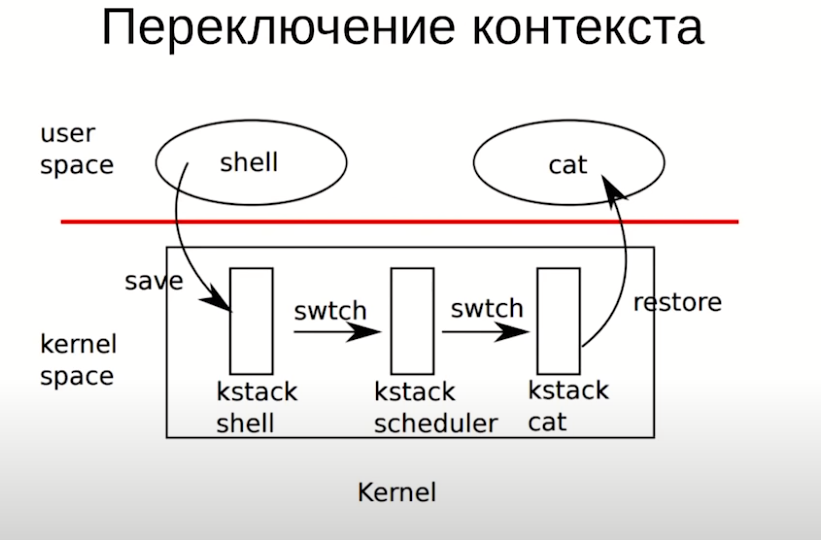 Переключение контекста
user
space
shell
cat
save
swtch
swtch
restore
kernel
space
kstack
shell
kstack
scheduler
kstack
cat
Kernel